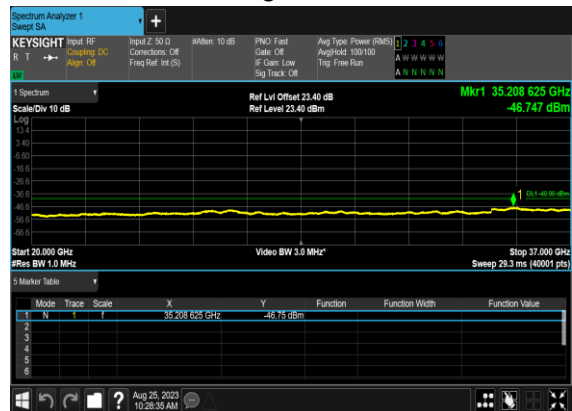 Spectrum Analyzer 1
Swept SA
+
KEYSIGHT Input: RF Input Z: 50 Ω #Atten: 10 dB PNO: Fast Avg Type: Power (RMS) 1 2 3 4 5 6
R T Coupling: DC Corrections: Off Gate: Off Avg|Hold: 100/100 A W W W W W
Align: Off Freq Ref: Int (S) IF Gain: Low Trig: Free Run
Sig Track: Off A N N N N N
1 Spectrum Ref Lvl Offset 23.40 dB Mkr1 35.208 625 GHz
Scale/Div 10 dB Ref Level 23.40 dBm -46.747 dBm
Log
13.4
3.40
-6.60
-16.6
-26.6
-36.6
1 DL1 -40.00 dBm
-46.6
-56.6
-66.6
Start 20.000 GHz Video BW 3.0 MHz* Stop 37.000 GHz
#Res BW 1.0 MHz Sweep 29.3 ms (40001 pts)
5 Marker Table
Mode Trace Scale X Y Function Function Width Function Value
1 N 1 f 35.208 625 GHz -46.75 dBm
2
3
4
5
6
? Aug 25, 2023
10:28:35 AM